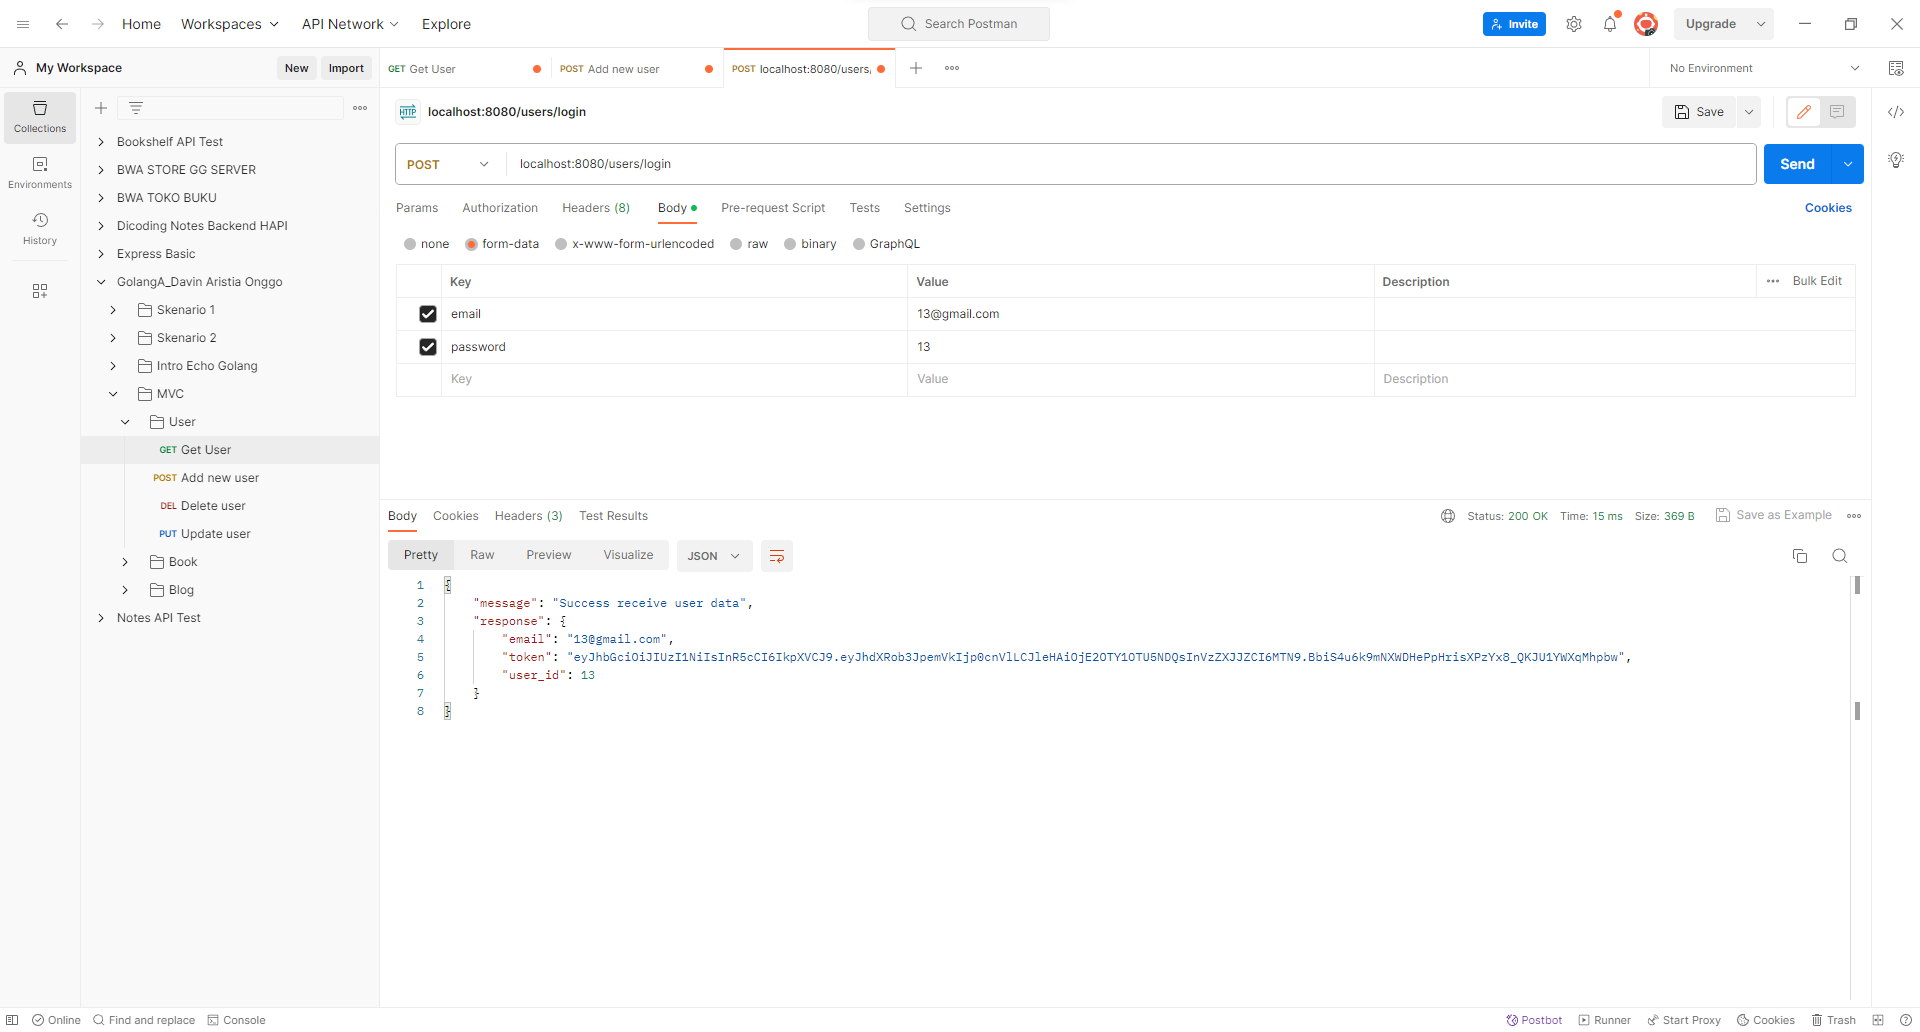 Home Workspaces API Network Explore Search Postman Invite Upgrade
My Workspace New Import GET Get User POST Add new user POST localhost:8080/users/ No Environment
Collections
Environments
History
Bookshelf API Test
BWA STORE GG SERVER
BWA TOKO BUKU
Dicoding Notes Backend HAPI
Express Basic
GolangA_Davin Aristia Onggo
Skenario 1
Skenario 2
Intro Echo Golang
MVC
User
GET Get User
POST Add new user
DEL Delete user
PUT Update user
Book
Blog
Notes API Test
HTTP localhost:8080/users/login Save
POST localhost:8080/users/login Send
Params Authorization Headers (8) Body Pre-request Script Tests Settings Cookies
none form-data x-www-form-urlencoded raw binary GraphQL
Key Value Description Bulk Edit
email 13@gmail.com
password 13
Key Value Description
Body Cookies Headers (3) Test Results Status: 200 OK Time: 15 ms Size: 369 B Save as Example
Pretty Raw Preview Visualize JSON
1 {
2 "message": "Success receive user data",
3 "response": {
4 "email": "13@gmail.com",
5 "token": "eyJhbGciOiJIUzI1NiIsInR5cCI6IkpXVCJ9.eyJhdXRob3JpemVkIjp0cnVlLCJleHAiOjE2OTY1OTU5NDQsInVzZXJJZCI6MTN9.BbiS4u6k9mNXWDHePpHrisXPzYx8_QKJU1YWXqMhpbw",
6 "user_id": 13
7 }
8 }
Online Find and replace Console Postbot Runner Start Proxy Cookies Trash